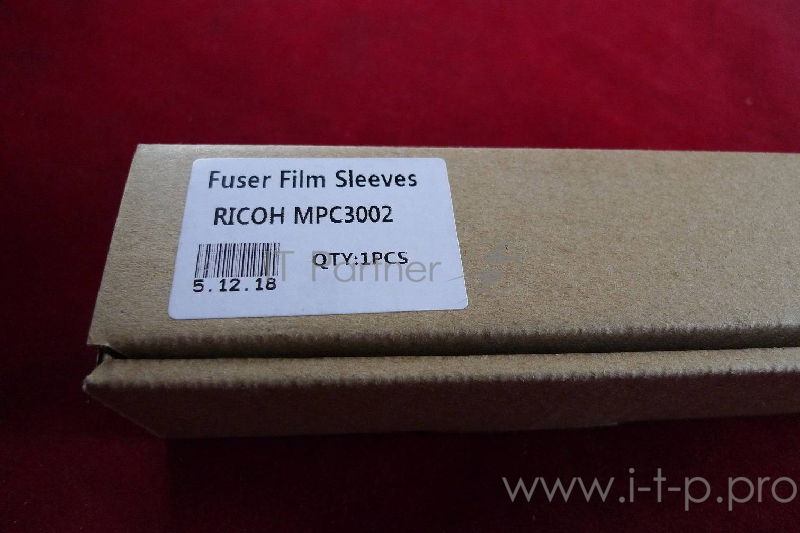 Fuser Film Sleeves
RICOH MPC3002
QTY:1PCS
5.12.18
IT Partner
www.i-t-p.pro